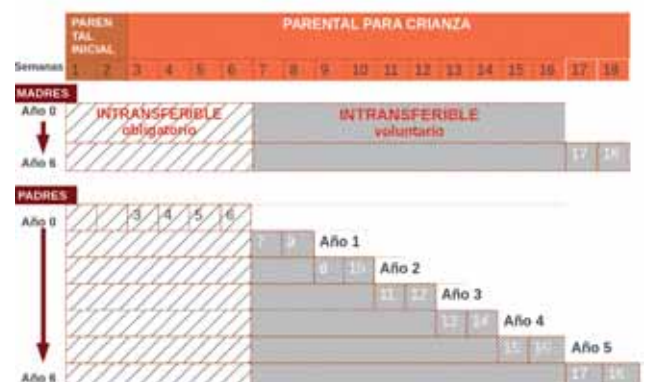 PAREN
TAL
INICIAL
PARENTAL PARA CRIANZA
Semanas 1 2 3 4 5 6 7 8 9 10 11 12 13 14 15 16 17 18
MADRES
Año 0
INTRANSFERIBLE
obligatorio
INTRANSFERIBLE
voluntario
Año 6
17 18
PADRES
Año 0
3 4 5 6
7 Año 1
10 Año 2
11 12 Año 3
13 14 Año 4
15 16 Año 5
Año 6
17 18